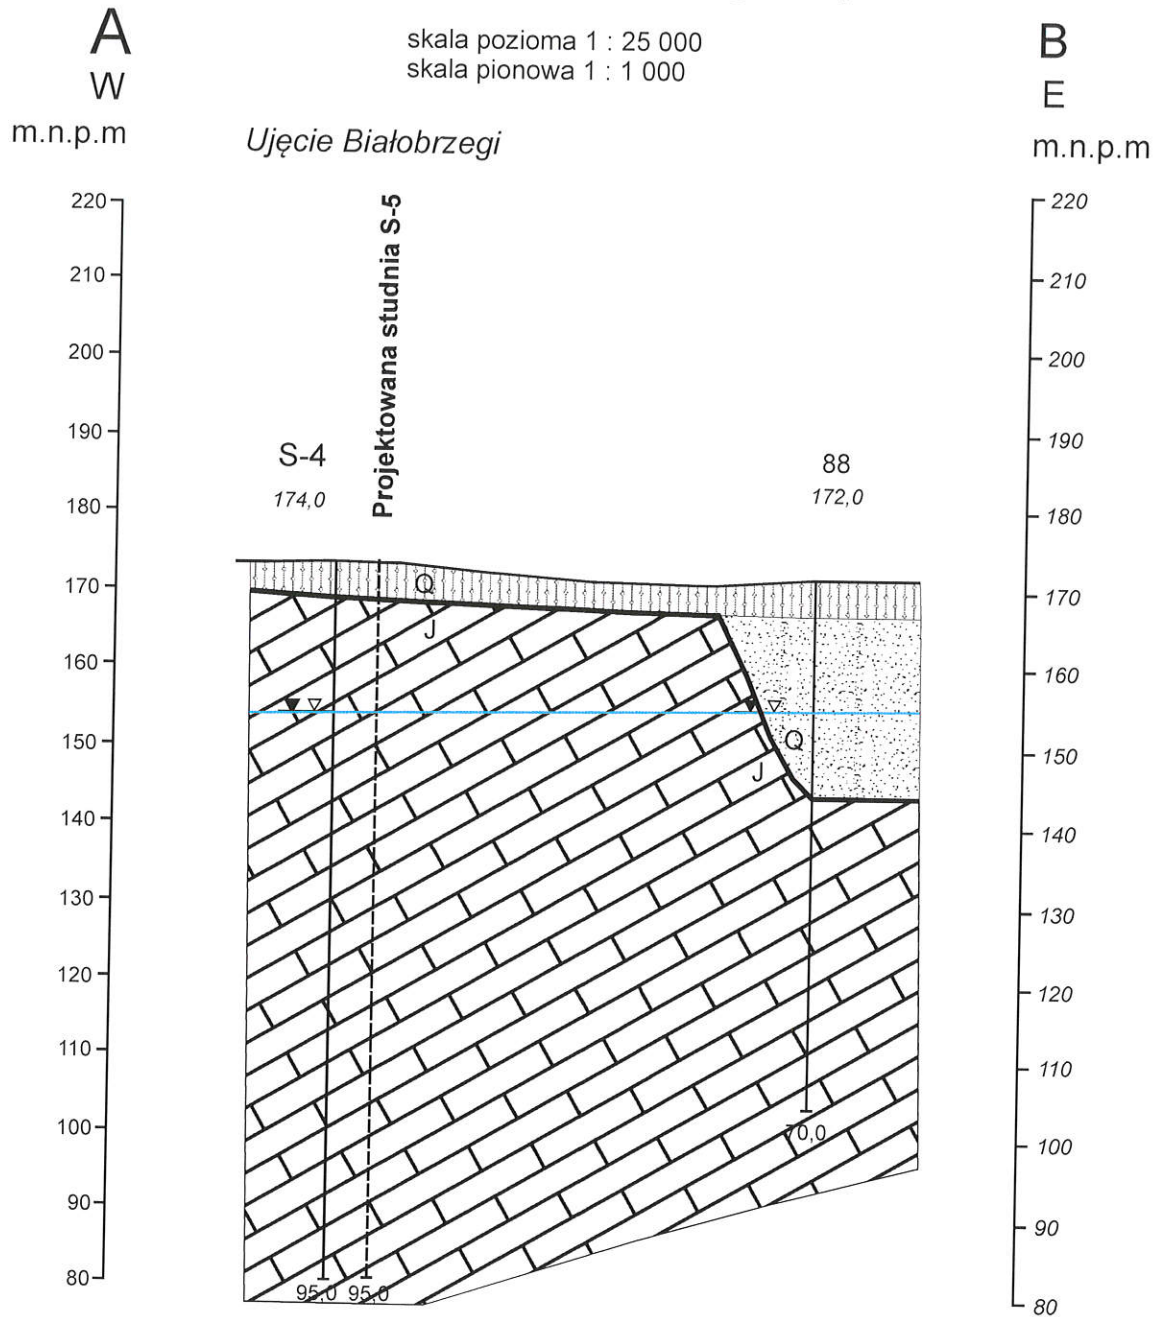 A
B
skala pozioma 1 : 25 000
skala pionowa 1 : 1 000
W
E
m.n.p.m
m.n.p.m
Ujęcie Białobrzegi
Projektowana studnia S-5
220
220
210
210
200
200
190
190
S-4
88
174,0
172,0
180
180
170
170
Q
J
160
160
150
150
Q
J
140
140
130
130
120
120
110
110
100
100
70,0
90
90
80
80
95,0 95,0